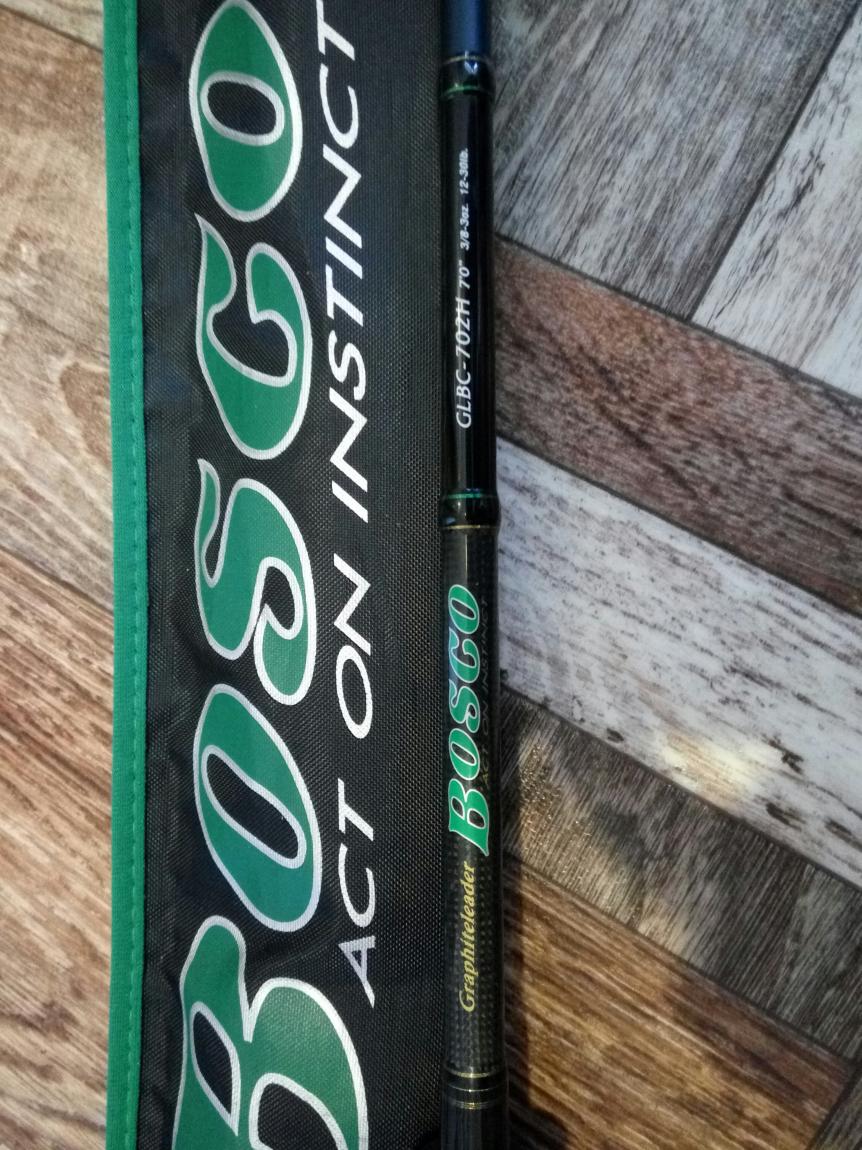 BOSCO
ACT ON INSTINCT
Graphiteleader BOSCO
GLBC-702H 7'0" 3/8-3oz. 12-30lb.